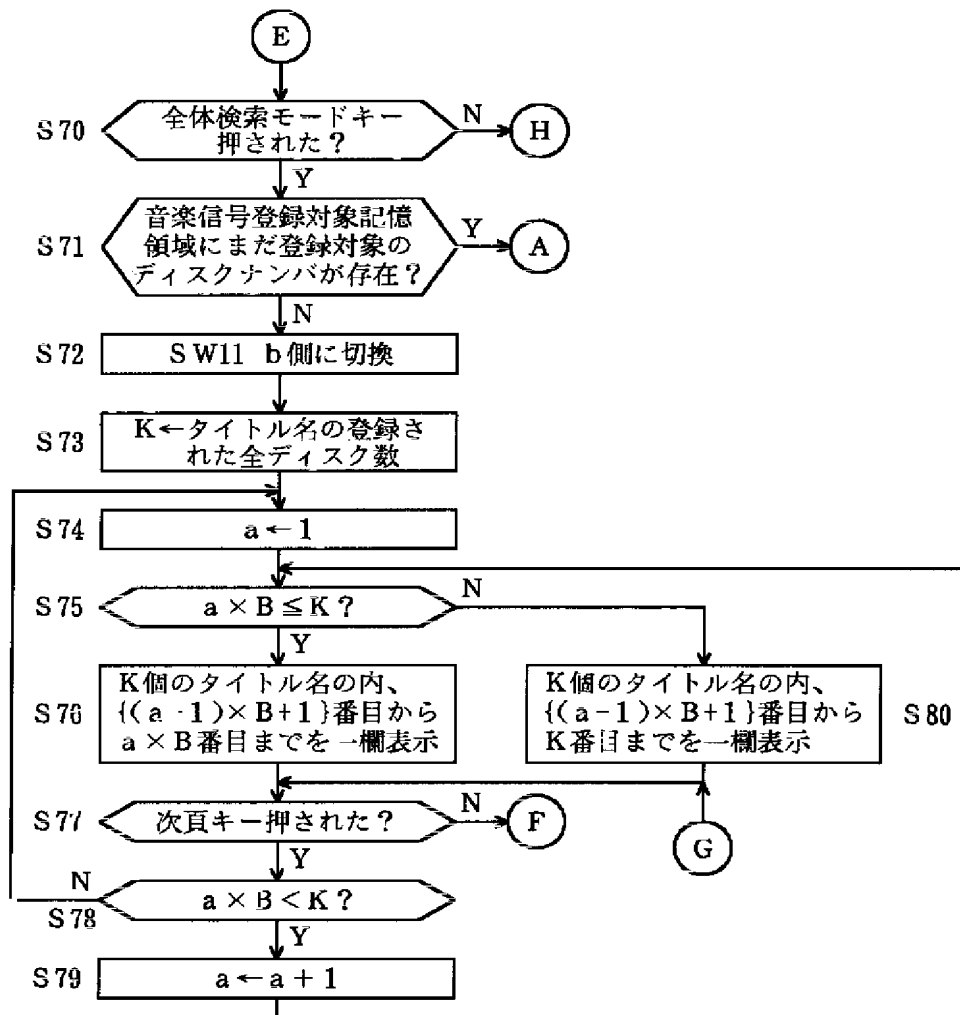 E
S70
全体検索モードキー
押された?
N
H
Y
S71
音楽信号登録対象記憶
領域にまだ登録対象の
ディスクナンバが存在?
Y
A
N
S72
SW11 b側に切換
S73
K←タイトル名の登録さ
れた全ディスク数
S74
a←1
S75
a×B≦K?
N
Y
S76
K個のタイトル名の内、
{(a-1)×B+1}番目から
a×B番目までを一欄表示
K個のタイトル名の内、
{(a-1)×B+1}番目から
K番目までを一欄表示
S80
S77
次頁キー押された?
N
F
G
Y
N
S78
a×B<K?
Y
S79
a←a+1